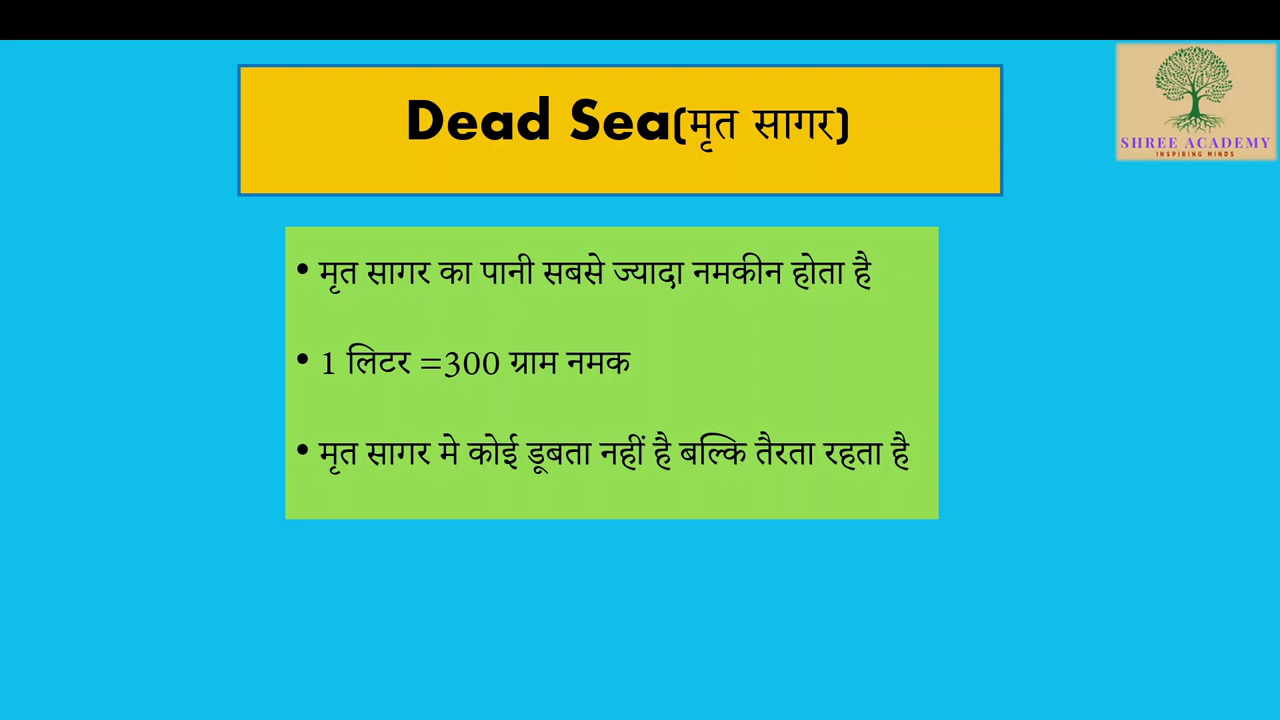 Dead Sea(मृत सागर)
SHREE ACADEMY
INSPIRING MINDS
• मृत सागर का पानी सबसे ज्यादा नमकीन होता है
• 1 लिटर =300 ग्राम नमक
• मृत सागर मे कोई डूबता नहीं है बल्कि तैरता रहता है